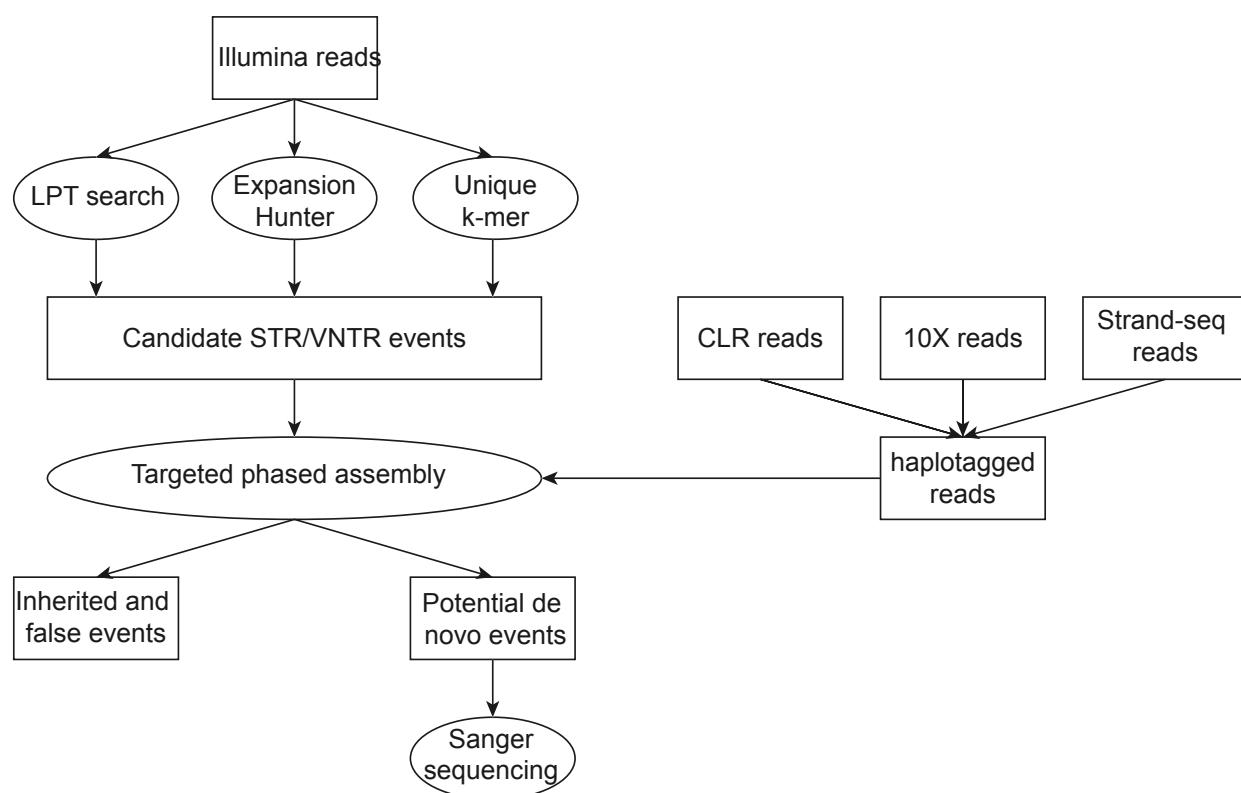 Illumina reads
LPT search
Expansion
Hunter
Unique
k-mer
Candidate STR/VNTR events
CLR reads
10X reads
Strand-seq
reads
Targeted phased assembly
haplotagged
reads
Inherited and
false events
Potential de
novo events
Sanger
sequencing